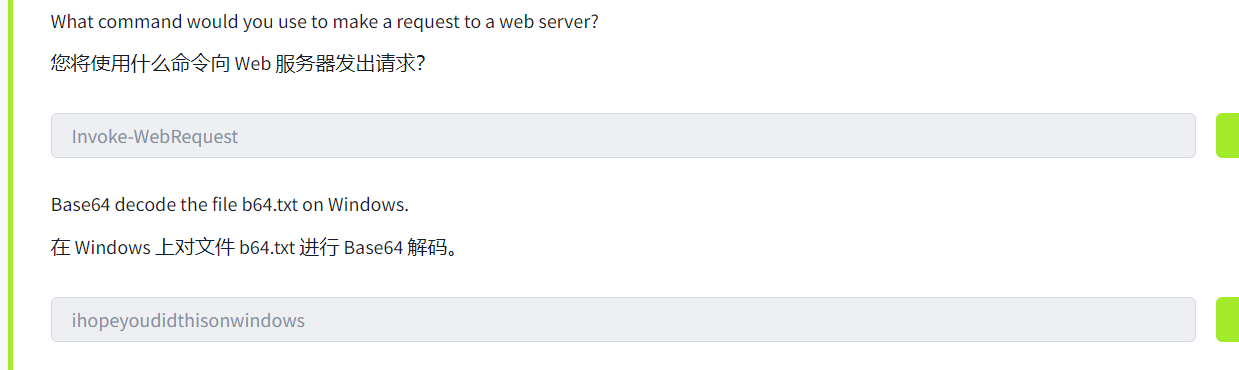 What command would you use to make a request to a web server?
您将使用什么命令向 Web 服务器发出请求？
Invoke-WebRequest
Base64 decode the file b64.txt on Windows.
在 Windows 上对文件 b64.txt 进行 Base64 解码。
ihopeyoudidthisonwindows